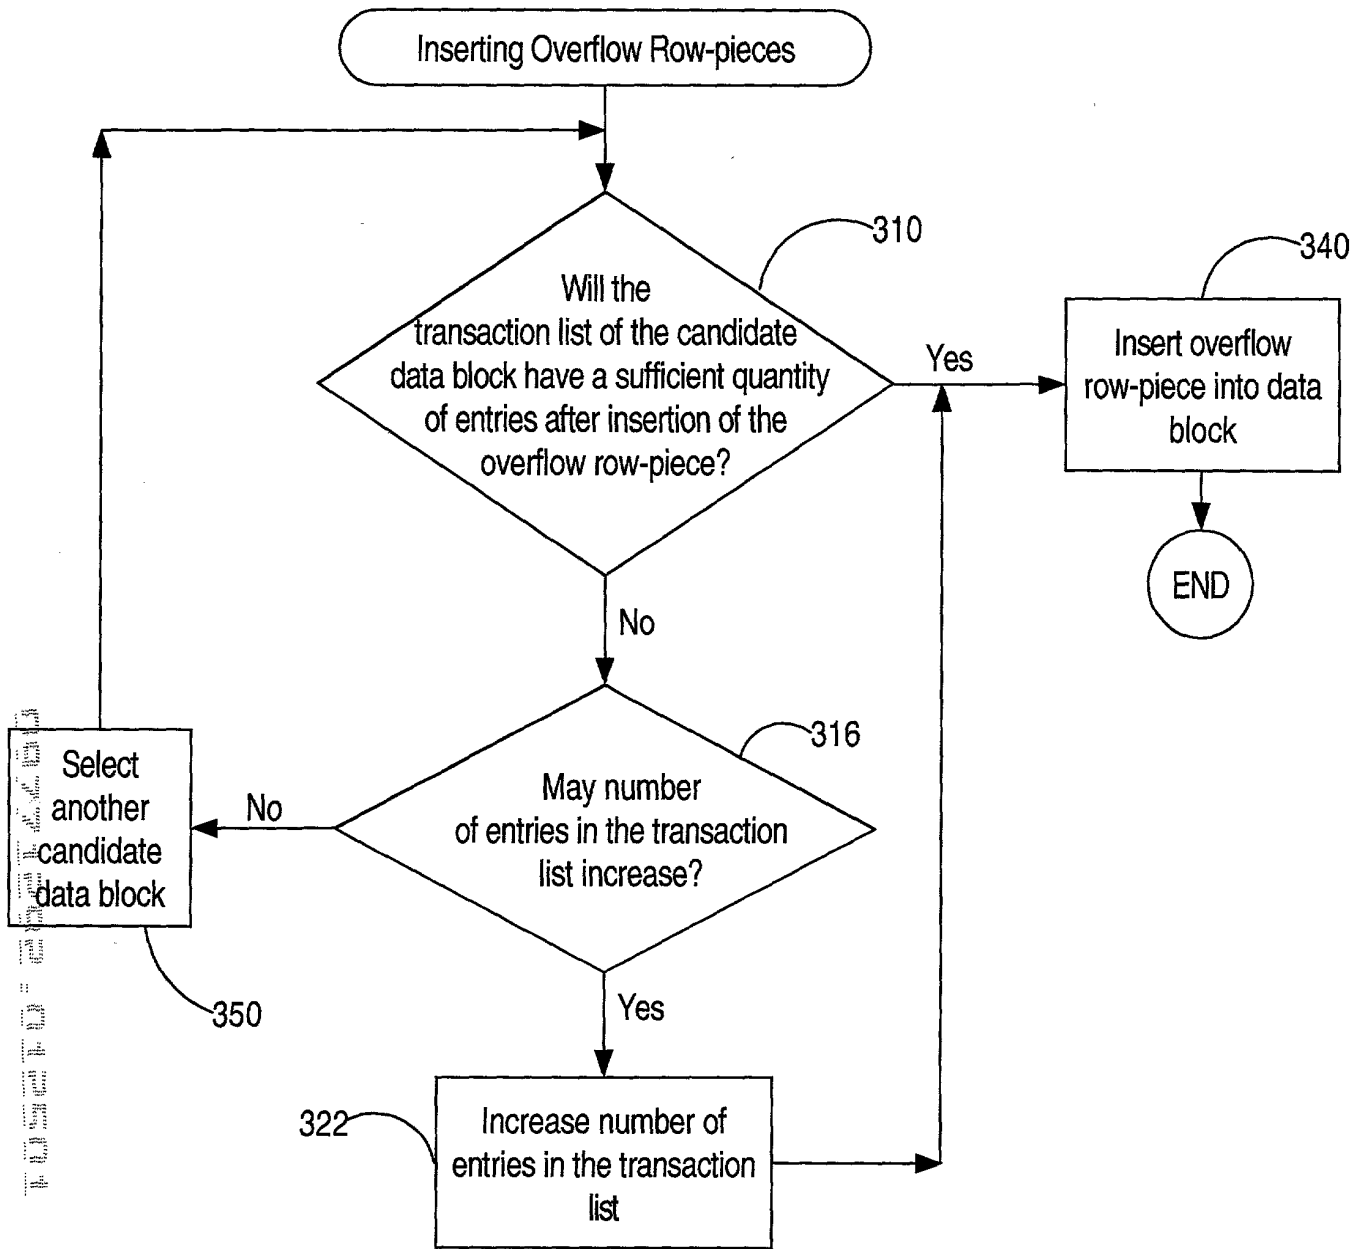 Inserting Overflow Row-pieces
310
Will the
transaction list of the candidate
data block have a sufficient quantity
of entries after insertion of the
overflow row-piece?
Yes
340
Insert overflow
row-piece into data
block
END
No
316
May number
of entries in the transaction
list increase?
No
Select
another
candidate
data block
350
Yes
322
Increase number of
entries in the transaction
list